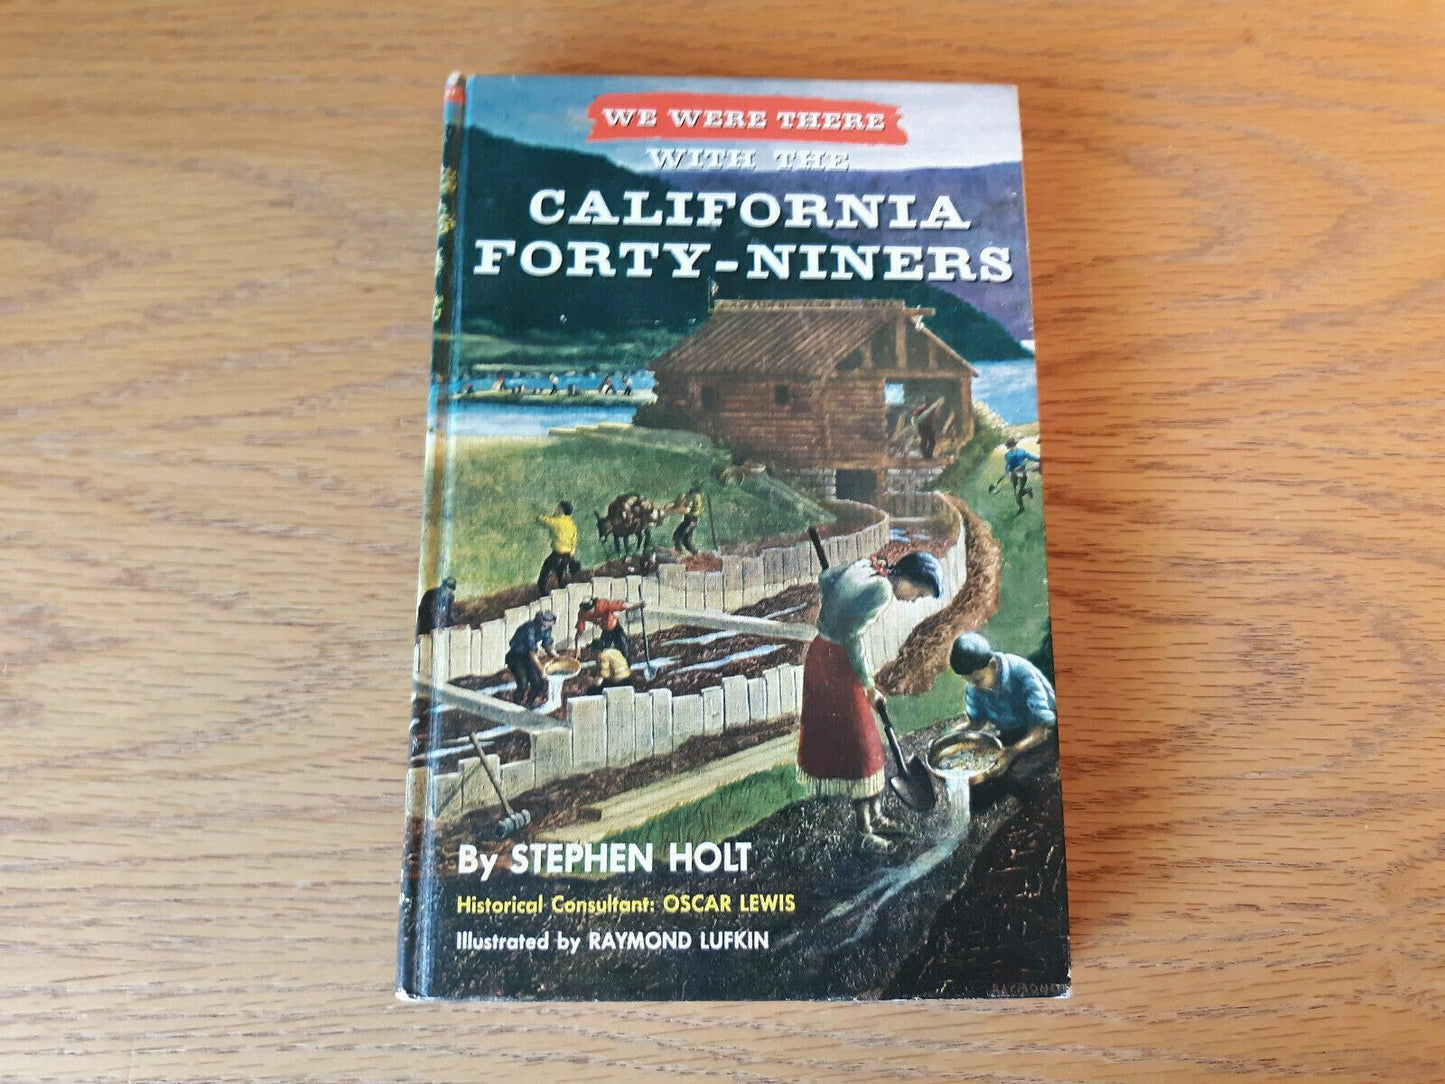 WE WERE THERE
WITH THE
CALIFORNIA
FORTY-NINERS
By STEPHEN HOLT
Historical Consultant: OSCAR LEWIS
Illustrated by RAYMOND LUFKIN